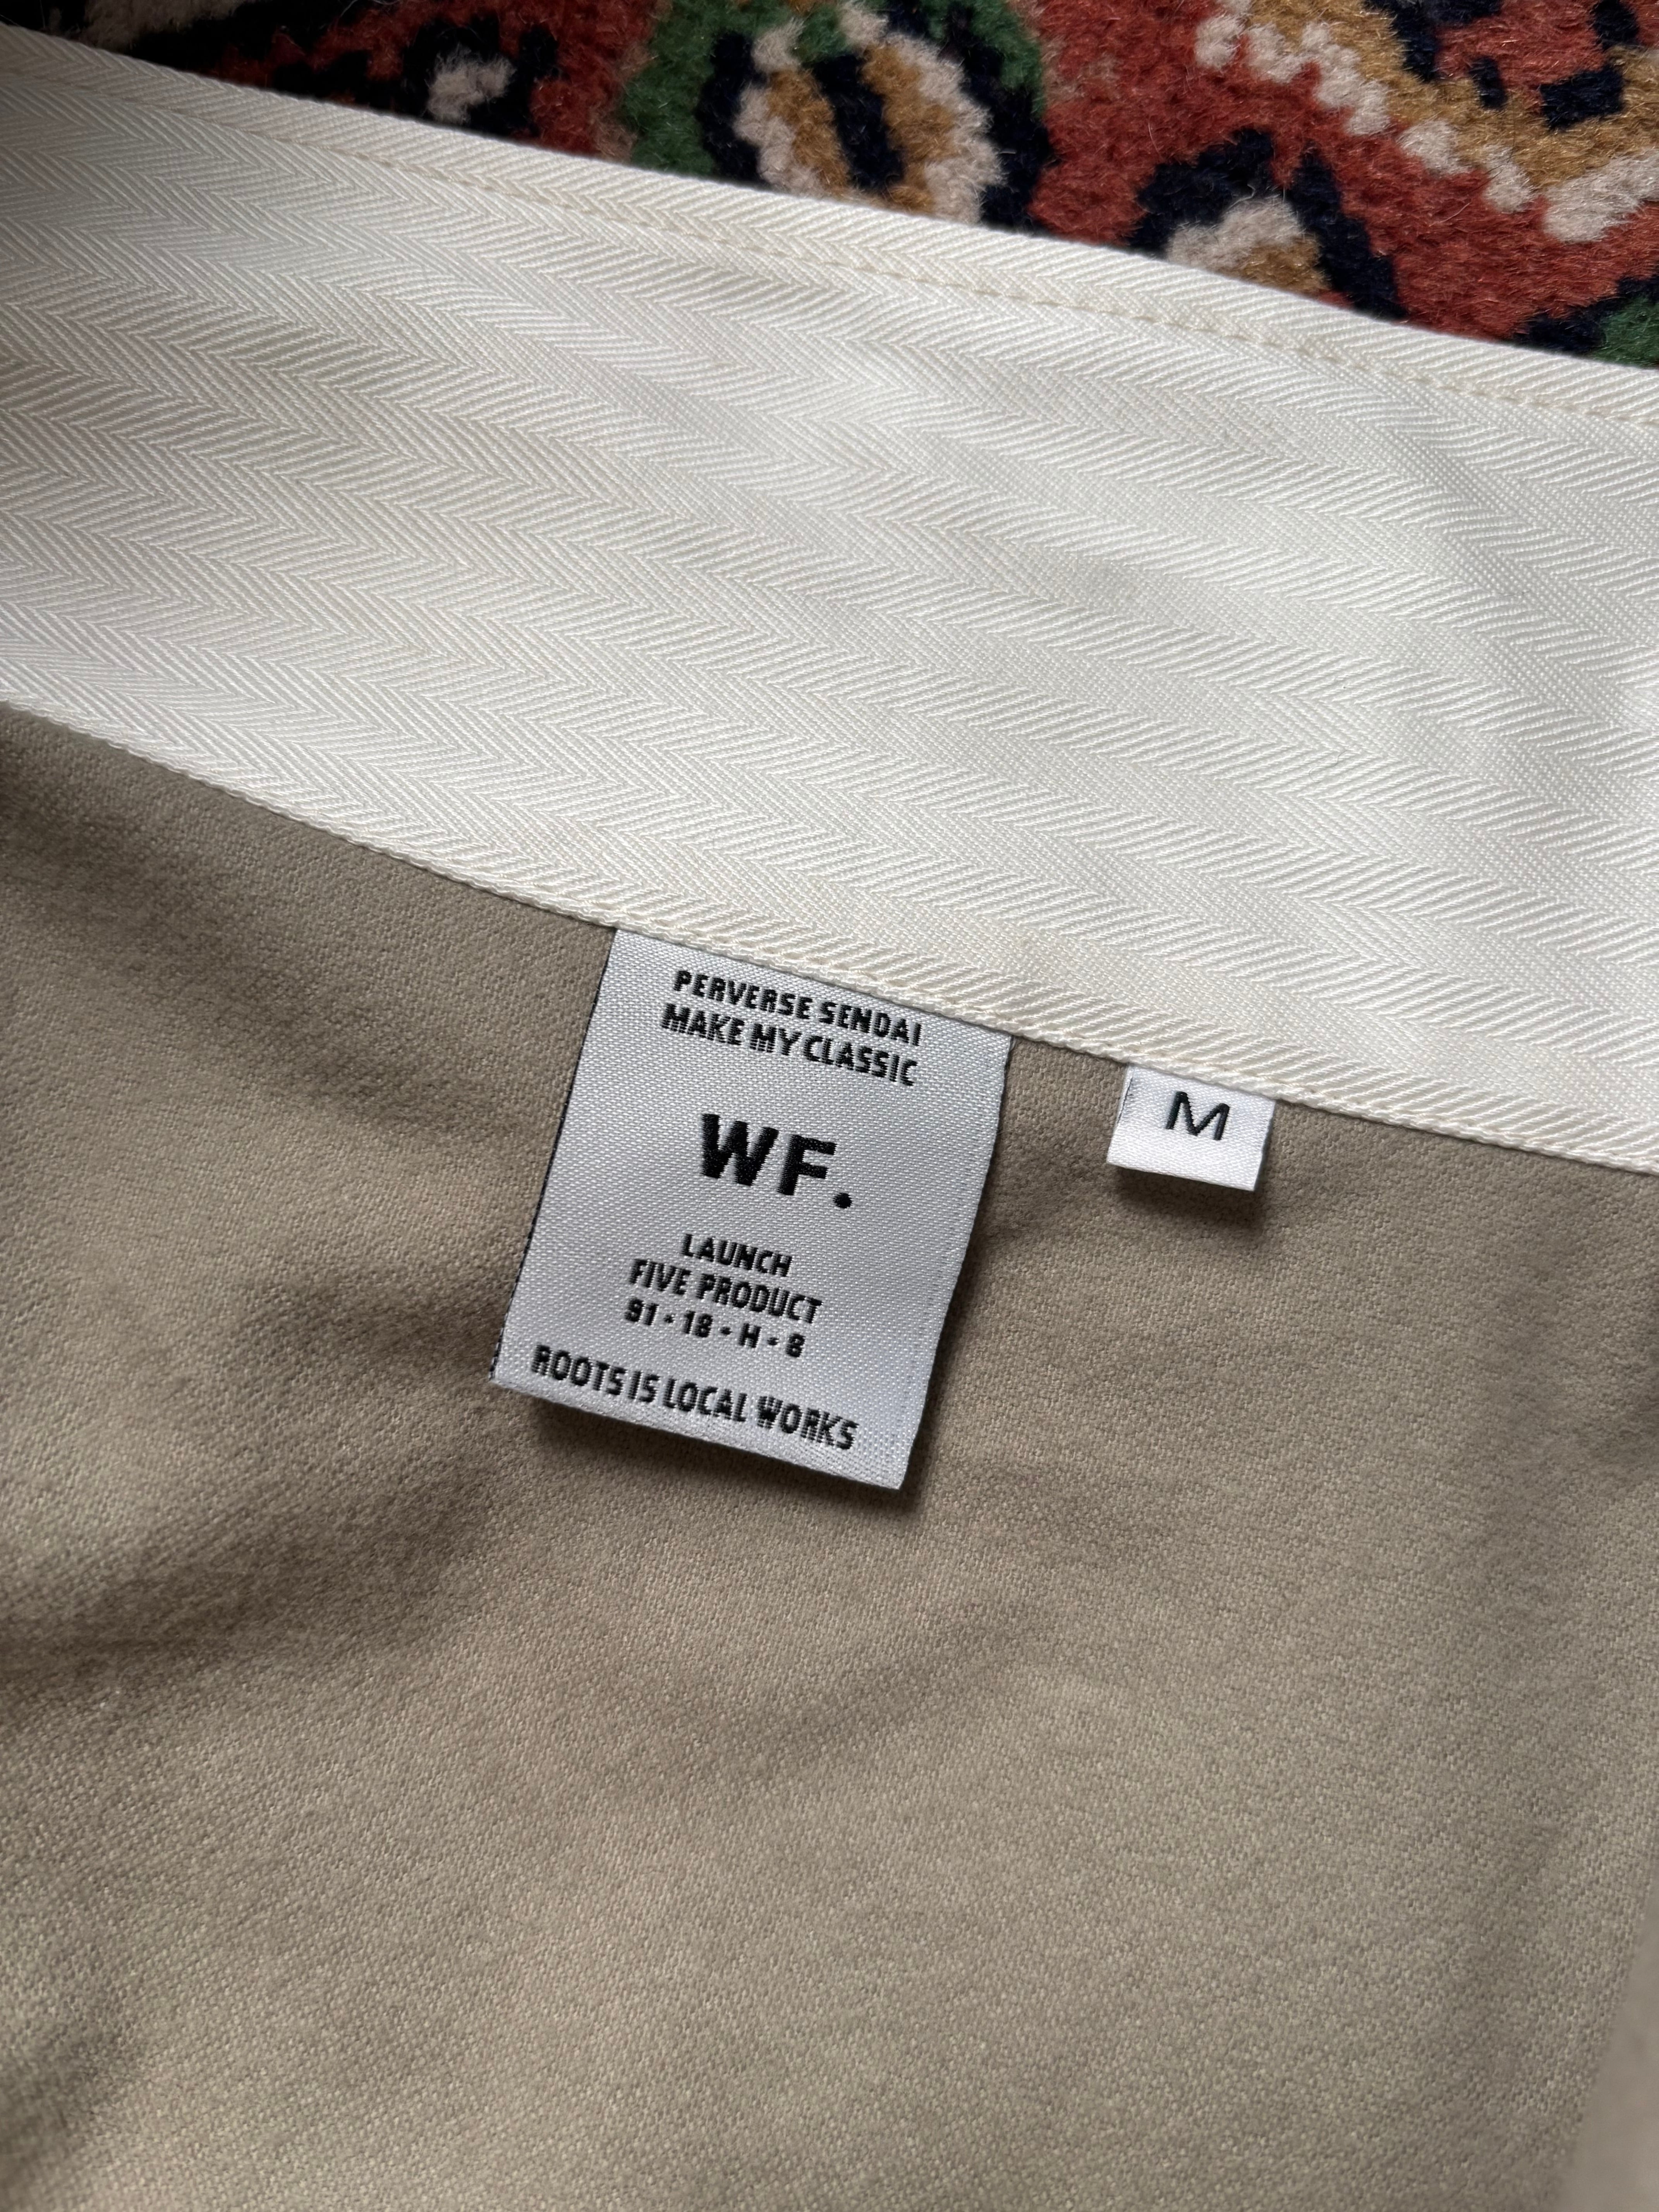 PERVERSE SENDAI
MAKE MY CLASSIC
WF.
LAUNCH
FIVE PRODUCT
91-18-H-8
ROOTS IS LOCAL WORKS
M